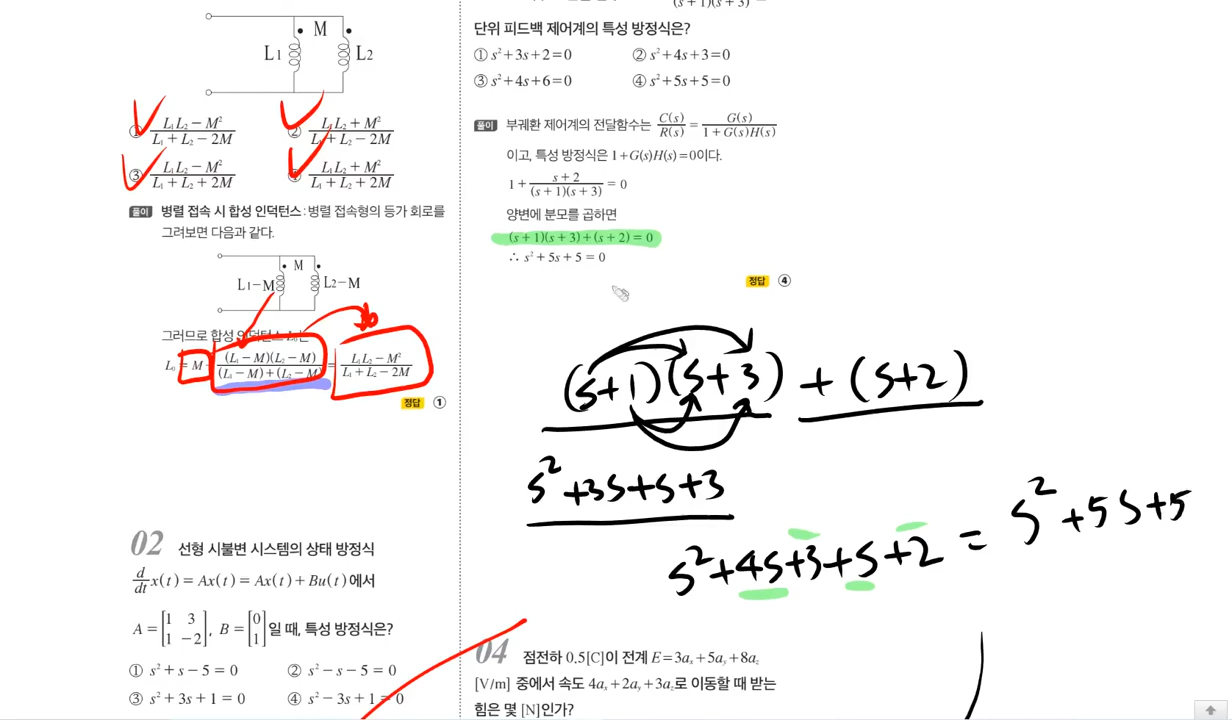 M
L1 L2
① (L₁L₂−M²)/(L₁+L₂−2M) ② (L₁L₂+M²)/(L₁+L₂−2M)
③ (L₁L₂−M²)/(L₁+L₂+2M) (L₁L₂+M²)/(L₁+L₂+2M)
풀이 병렬 접속 시 합성 인덕턴스 : 병렬 접속형의 등가 회로를
그려보면 다음과 같다.
M
L1−M L2−M
그러므로 합성 인덕턴스 L₀는
L₀ = M (L₁−M)(L₂−M)/(L₁−M)+(L₂−M) = (L₁L₂−M²)/(L₁+L₂−2M)
정답 ①
02 선형 시불변 시스템의 상태 방정식
d/dt x(t)=Ax(t)=Ax(t)+Bu(t)에서
A=[1 3 1 −2], B=[0 1]일 때, 특성 방정식은?
① s²+s−5=0 ② s²−s−5=0
③ s²+3s+1=0 ④ s²−3s+1=0
(s+1)(s+3)
단위 피드백 제어계의 특성 방정식은?
① s²+3s+2=0 ② s²+4s+3=0
③ s²+4s+6=0 ④ s²+5s+5=0
풀이 부궤환 제어계의 전달함수는 C(s)/R(s) = G(s)/1+G(s)H(s)
이고, 특성 방정식은 1+G(s)H(s)=0이다.
1+ s+2/(s+1)(s+3) =0
양변에 분모를 곱하면
(s+1)(s+3)+(s+2)=0
∴ s²+5s+5=0
정답 ④
(s+1)(s+3)+(s+2)
s²+3s+s+3
s²+4s+3+s+2 = s²+5s+5
04 점전하 0.5[C]이 전계 E=3aₓ+5aᵧ+8a_z
[V/m] 중에서 속도 4aₓ+2aᵧ+3a_z로 이동할 때 받는
힘은 몇 [N]인가?